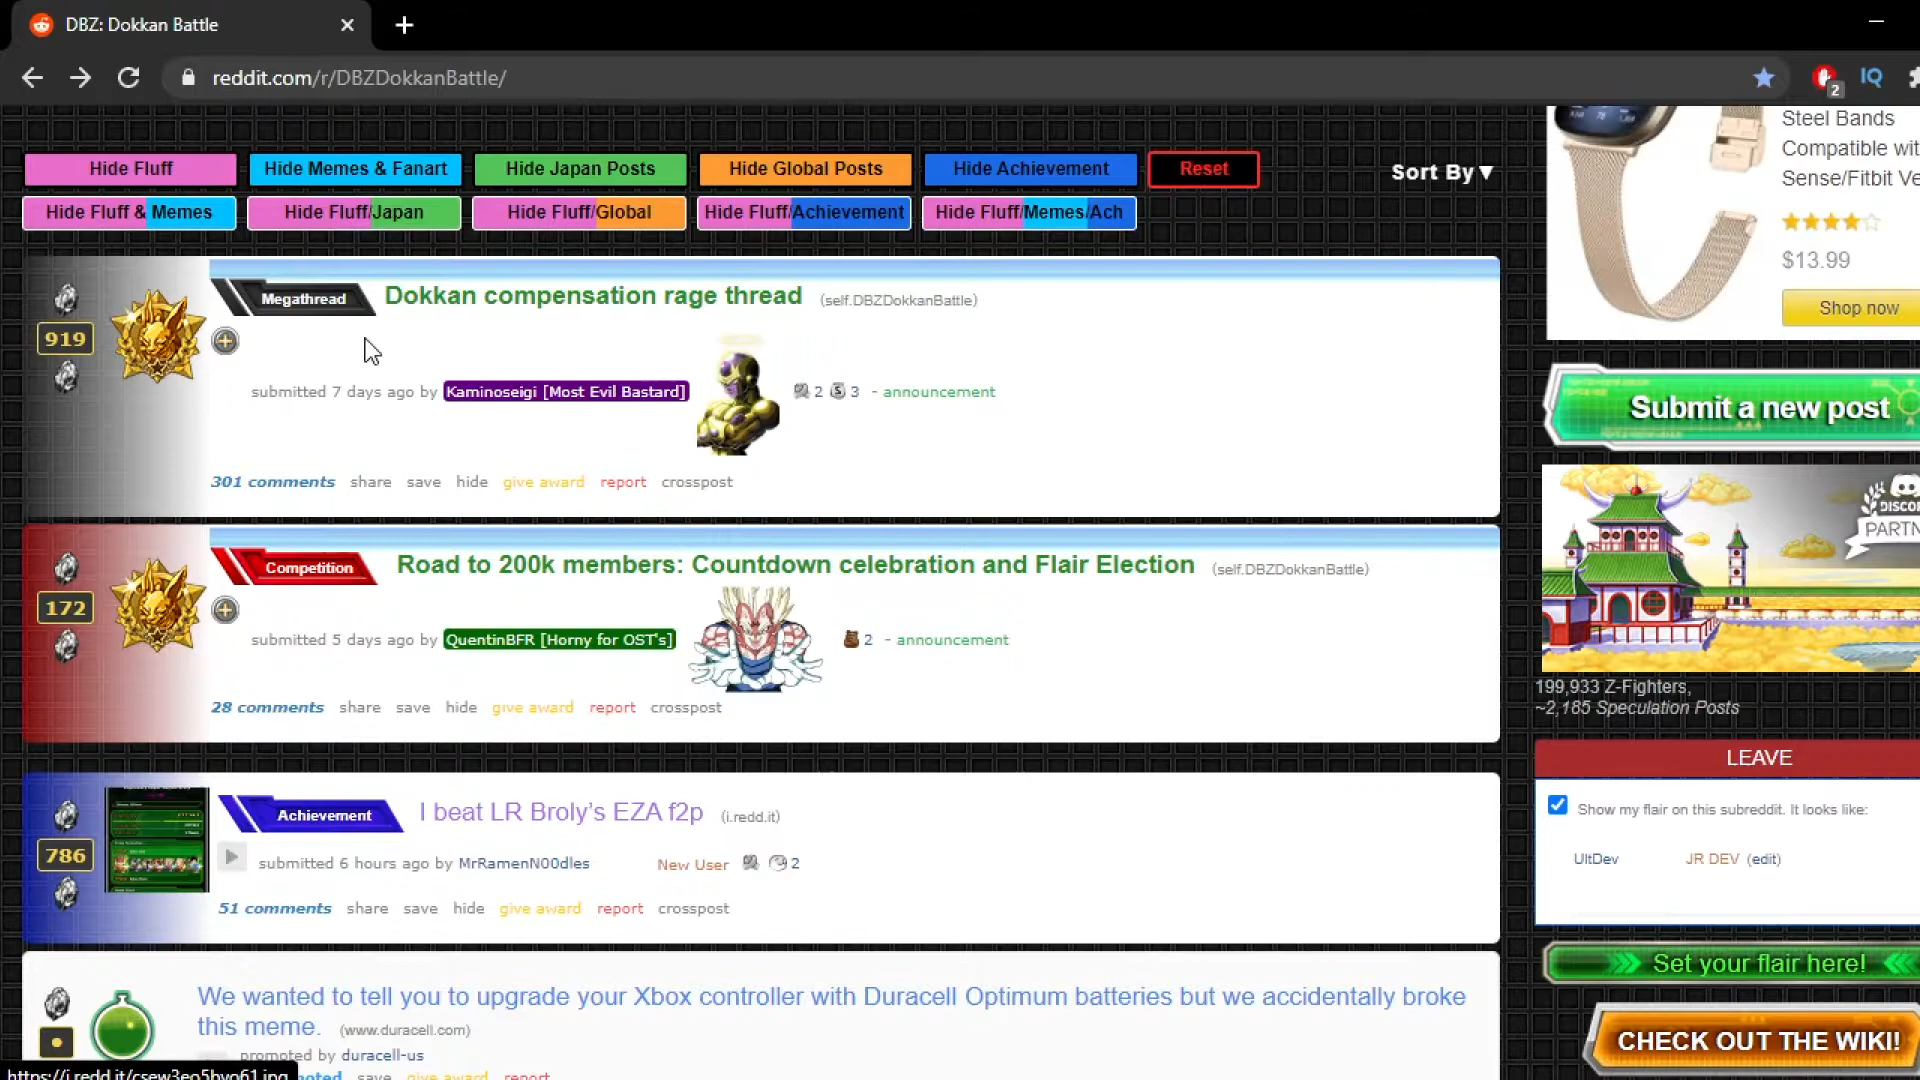 DBZ: Dokkan Battle
reddit.com/r/DBZDokkanBattle/
2
IQ
Hide Fluff
Hide Memes & Fanart
Hide Japan Posts
Hide Global Posts
Hide Achievement
Reset
Sort By▼
Hide Fluff & Memes
Hide Fluff/Japan
Hide Fluff/Global
Hide Fluff/Achievement
Hide Fluff/Memes/Ach
Steel Bands
Compatible wit
Sense/Fitbit Ve
$13.99
Shop now
919
Megathread
Dokkan compensation rage thread (self.DBZDokkanBattle)
submitted 7 days ago by Kaminoseigi [Most Evil Bastard] 2 3 - announcement
301 comments share save hide give award report crosspost
Submit a new post
DISCO
PARTN
172
Competition
Road to 200k members: Countdown celebration and Flair Election (self.DBZDokkanBattle)
submitted 5 days ago by QuentinBFR [Horny for OST's] 2 - announcement
28 comments share save hide give award report crosspost
199,933 Z-Fighters,
~2,185 Speculation Posts
LEAVE
Show my flair on this subreddit. It looks like:
UltDev JR DEV (edit)
786
Achievement
I beat LR Broly’s EZA f2p (i.redd.it)
submitted 6 hours ago by MrRamenN00dles New User 2
51 comments share save hide give award report crosspost
Set your flair here!
CHECK OUT THE WIKI!
We wanted to tell you to upgrade your Xbox controller with Duracell Optimum batteries but we accidentally broke
this meme. (www.duracell.com)
promoted by duracell-us
save give award report